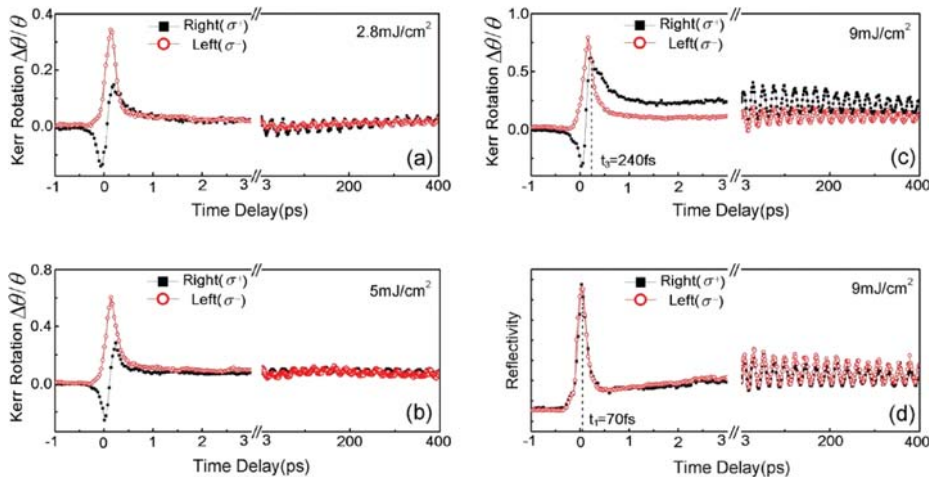 0.4
0.2
0.0
Kerr Rotation Δθ/θ
Right(σ⁺)
Left(σ⁻)
2.8mJ/cm²
(a)
-1 0 1 2 3 3 200 400
Time Delay(ps)
1.0
0.5
0.0
Kerr Rotation Δθ/θ
Right(σ⁺)
Left(σ⁻)
9mJ/cm²
t₃=240fs
(c)
-1 0 1 2 3 3 200 400
Time Delay(ps)
0.8
0.4
0.0
Kerr Rotation Δθ/θ
Right(σ⁺)
Left(σ⁻)
5mJ/cm²
(b)
-1 0 1 2 3 3 200 400
Time Delay(ps)
Reflectivity
Right(σ⁺)
Left(σ⁻)
9mJ/cm²
t₁=70fs
(d)
-1 0 1 2 3 3 200 400
Time Delay(ps)